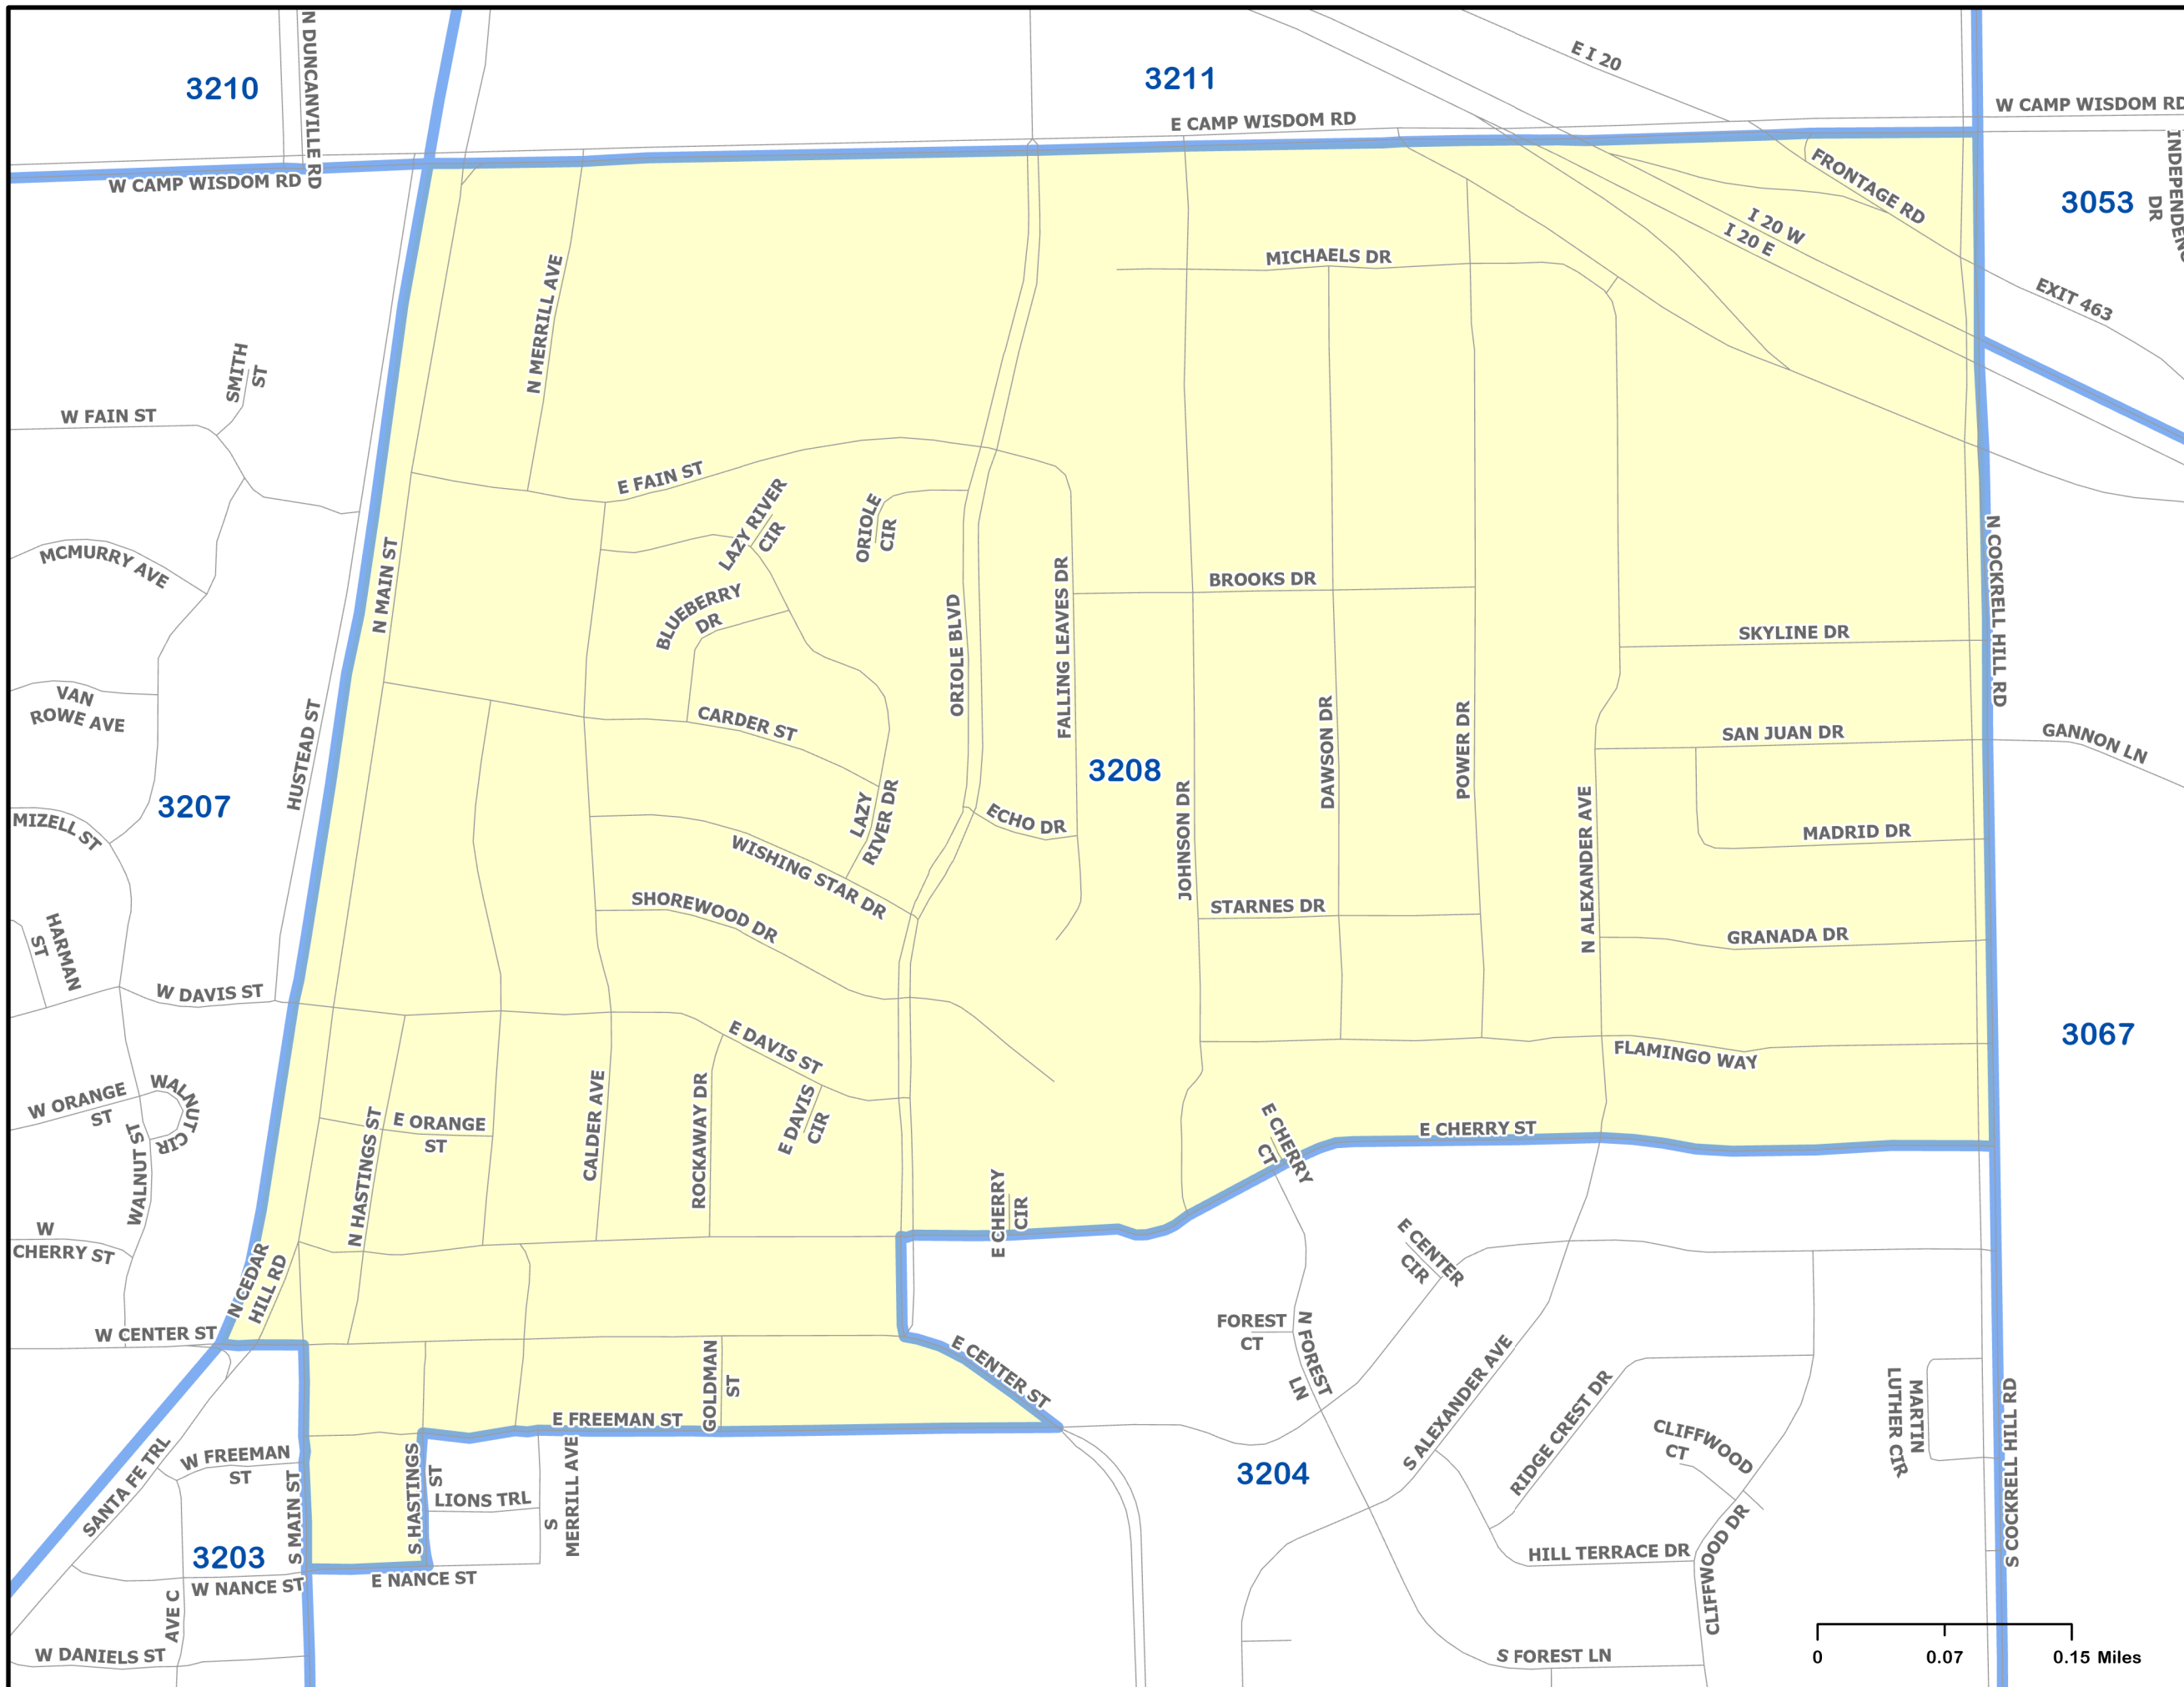 N DUNCANVILLE RD
3210
3211
E I 20
W CAMP WISDOM RD
E CAMP WISDOM RD
W CAMP WISDOM RD
FRONTAGE RD
3053
DR
I 20 W
I 20 E
MICHAELS DR
EXIT 463
N MERRILL AVE
SMITH
ST
W FAIN ST
E FAIN ST
LAZY RIVER
CIR
ORIOLE
CIR
MCMURRY AVE
N MAIN ST
BLUEBERRY
DR
ORIOLE BLVD
FALLING LEAVES DR
BROOKS DR
N COCKRELL HILL RD
SKYLINE DR
VAN
ROWE AVE
HUSTEAD ST
CARDER ST
DAWSON DR
POWER DR
SAN JUAN DR
GANNON LN
3208
3207
LAZY
RIVER DR
ECHO DR
JOHNSON DR
N ALEXANDER AVE
MIZELL ST
MADRID DR
WISHING STAR DR
SHOREWOOD DR
STARNES DR
GRANADA DR
HARMAN
ST
W DAVIS ST
E DAVIS ST
FLAMINGO WAY
3067
W ORANGE
ST
WALNUT CIR
WALNUT ST
E ORANGE
ST
N HASTINGS ST
CALDER AVE
ROCKAWAY DR
E DAVIS
CIR
E CHERRY
CT
E CHERRY ST
E CHERRY
CIR
W
CHERRY ST
N CEDAR
HILL RD
E CENTER
CIR
W CENTER ST
FOREST
CT
N FOREST
LN
E CENTER ST
GOLDMAN
ST
S ALEXANDER AVE
RIDGE CREST DR
MARTIN
LUTHER CIR
S COCKRELL HILL RD
E FREEMAN ST
CLIFFWOOD
CT
SANTA FE TRL
W FREEMAN
ST
S MAIN ST
S HASTINGS
ST
LIONS TRL
S
MERRILL AVE
3204
3203
HILL TERRACE DR
CLIFFWOOD DR
W NANCE ST
E NANCE ST
AVE C
W DANIELS ST
S FOREST LN
0
0.07
0.15 Miles